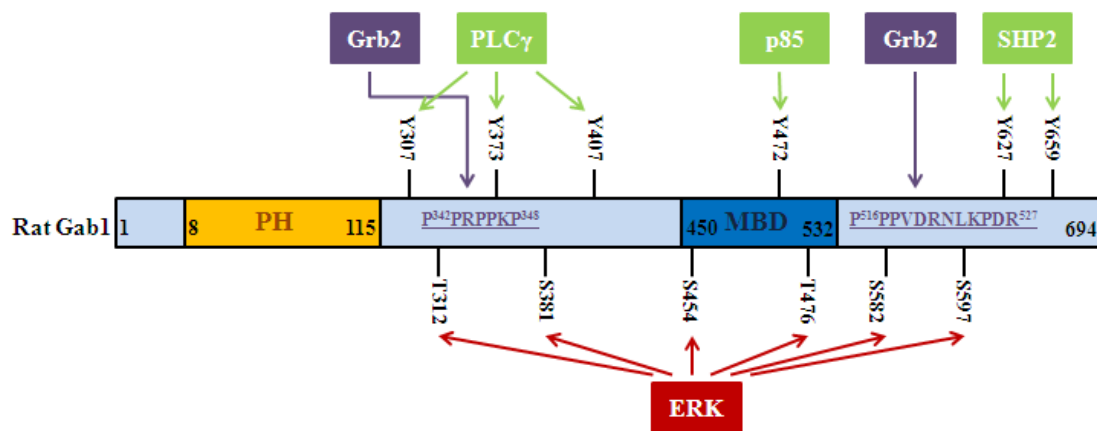 Grb2 PLCγ p85 Grb2 SHP2
Y307 Y373 Y407 Y472 Y627 Y659
Rat Gab1 1 8 PH 115 P³⁴²PRPPKP³⁴⁸ 450 MBD 532 P⁵¹⁶PPVDRNLKPDR⁵²⁷ 694
T312 S381 S454 T476 S582 S597
ERK